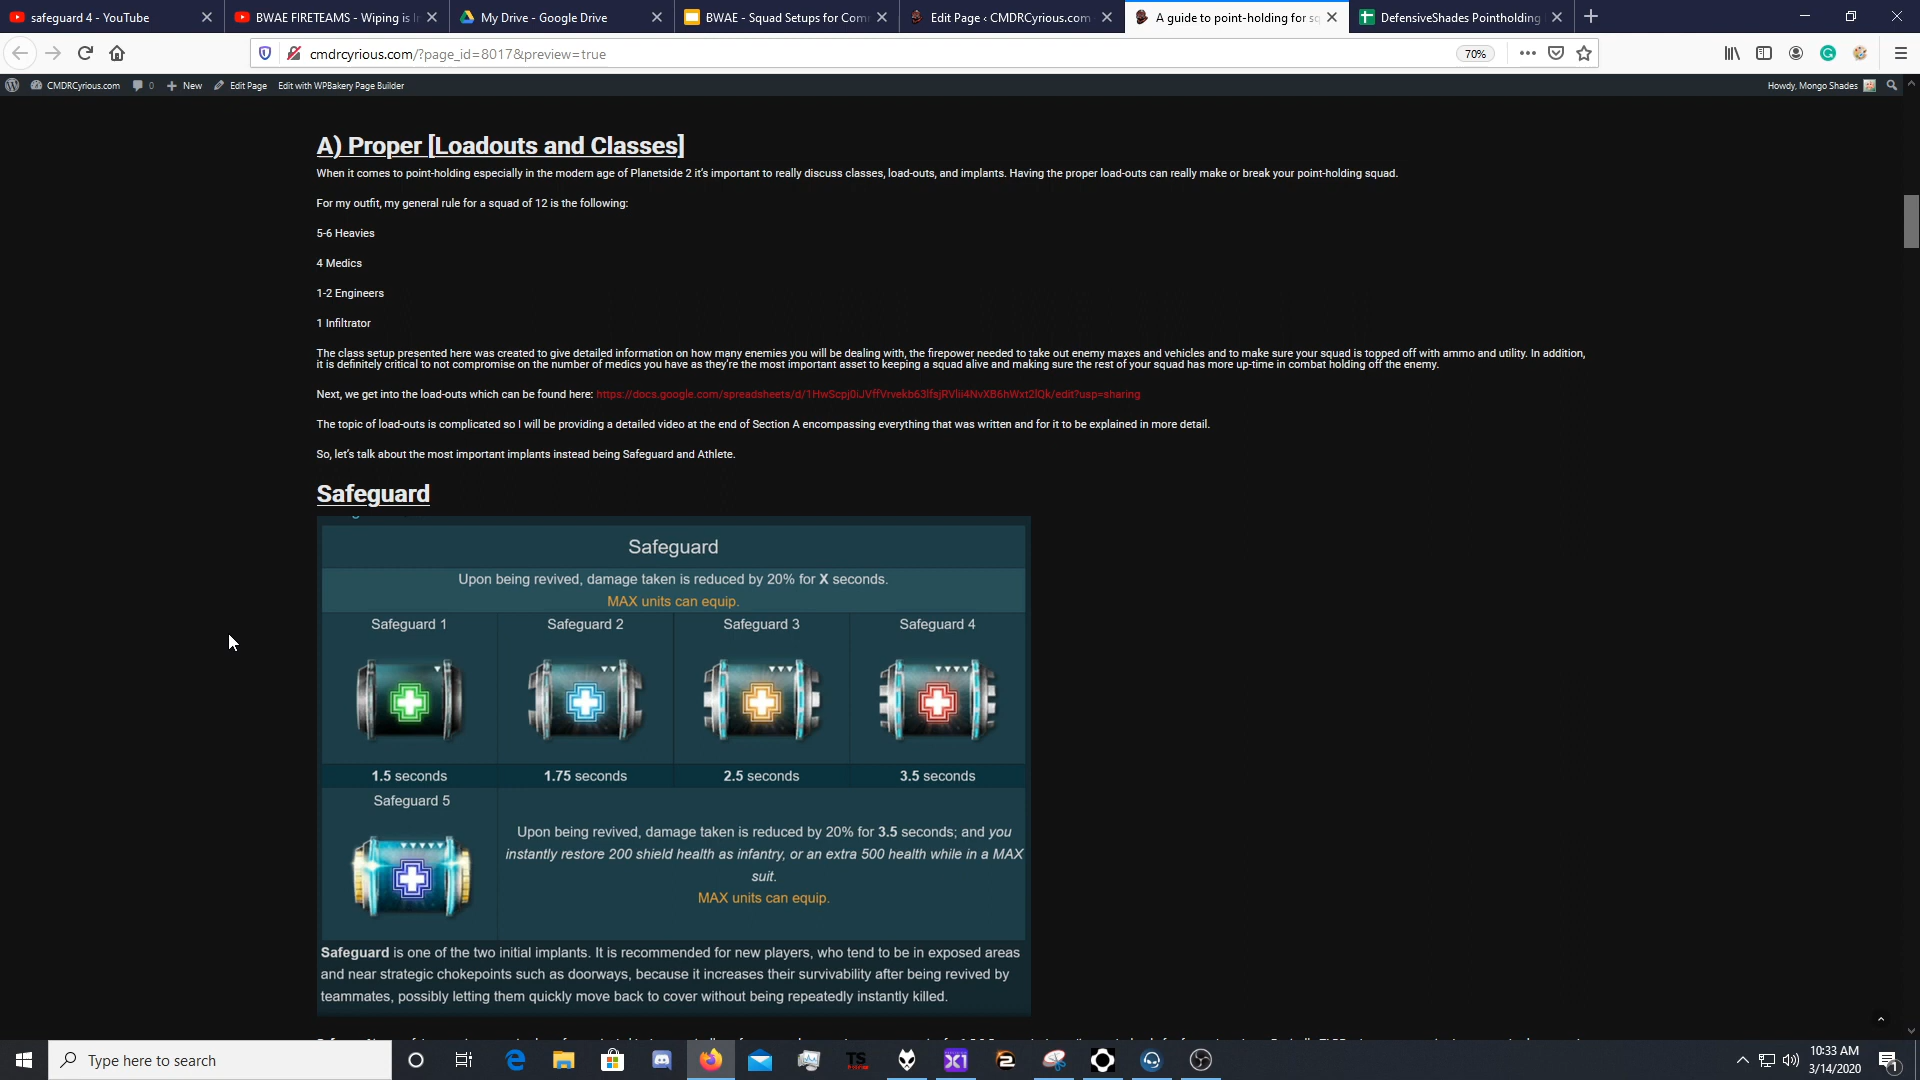 safeguard 4 - YouTube
BWAE FIRETEAMS - Wiping is
My Drive - Google Drive
BWAE - Squad Setups for Com
Edit Page ‹ CMDRCyrious.com
A guide to point-holding for sq
DefensiveShades Pointholding
cmdrcyrious.com/?page_id=8017&preview=true
70%
CMDRCyrious.com
0
New
Edit Page
Edit with WPBakery Page Builder
Howdy, Mongo Shades
A) Proper [Loadouts and Classes]
When it comes to point-holding especially in the modern age of Planetside 2 it's important to really discuss classes, load-outs, and implants. Having the proper load-outs can really make or break your point-holding squad.
For my outfit, my general rule for a squad of 12 is the following:
5-6 Heavies
4 Medics
1-2 Engineers
1 Infiltrator
The class setup presented here was created to give detailed information on how many enemies you will be dealing with, the firepower needed to take out enemy maxes and vehicles and to make sure your squad is topped off with ammo and utility. In addition,
it is definitely critical to not compromise on the number of medics you have as they're the most important asset to keeping a squad alive and making sure the rest of your squad has more up-time in combat holding off the enemy.
Next, we get into the load-outs which can be found here:
The topic of load-outs is complicated so I will be providing a detailed video at the end of Section A encompassing everything that was written and for it to be explained in more detail.
So, let's talk about the most important implants instead being Safeguard and Athlete.
Safeguard
Safeguard
Upon being revived, damage taken is reduced by 20% for X seconds.
MAX units can equip.
Safeguard 1
Safeguard 2
Safeguard 3
Safeguard 4
1.5 seconds
1.75 seconds
2.5 seconds
3.5 seconds
Safeguard 5
Upon being revived, damage taken is reduced by 20% for 3.5 seconds; and you
instantly restore 200 shield health as infantry, or an extra 500 health while in a MAX
suit.
MAX units can equip.
Safeguard is one of the two initial implants. It is recommended for new players, who tend to be in exposed areas
and near strategic chokepoints such as doorways, because it increases their survivability after being revived by
teammates, possibly letting them quickly move back to cover without being repeatedly instantly killed.
Type here to search
TS
X1
2
10:33 AM
3/14/2020
1